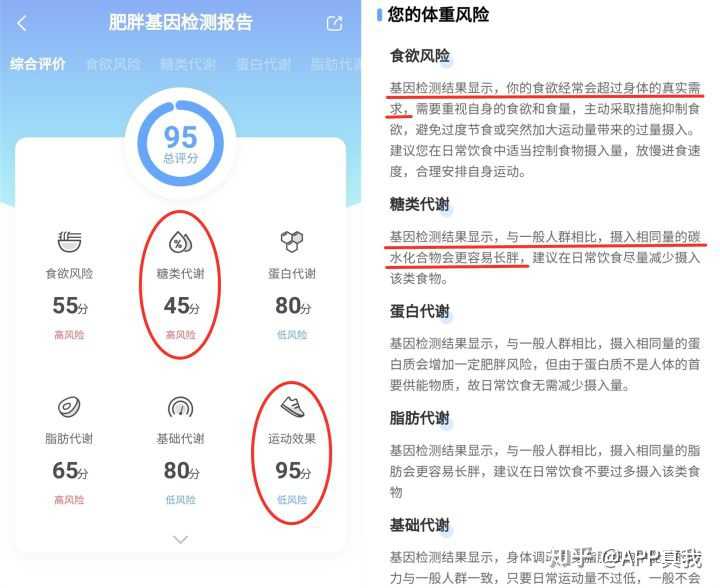 肥胖基因检测报告
综合评价 食欲风险 糖类代谢 蛋白代谢 脂肪代谢
95
总评分
食欲风险
55分
高风险
糖类代谢
45分
高风险
蛋白代谢
80分
低风险
脂肪代谢
65分
高风险
基础代谢
80分
低风险
运动效果
95分
低风险
您的体重风险
食欲风险
基因检测结果显示，你的食欲经常会超过身体的真实需
求，需要重视自身的食欲和食量，主动采取措施抑制食
欲，避免过度节食或突然加大运动量带来的过量摄入。
建议您在日常饮食中适当控制食物摄入量，放慢进食速
度，合理安排自身运动。
糖类代谢
基因检测结果显示，与一般人群相比，摄入相同量的碳
水化合物会更容易长胖，建议在日常饮食尽量减少摄入
该类食物。
蛋白代谢
基因检测结果显示，与一般人群相比，摄入相同量的蛋
白质会增加一定肥胖风险，但由于蛋白质不是人体的首
要供能物质，故日常饮食无需减少摄入量。
脂肪代谢
基因检测结果显示，与一般人群相比，摄入相同量的脂
肪会更容易长胖，建议在日常饮食不要过多摄入该类食
物
基础代谢
基因检测结果显示，身体调
力与一般人群一致，只要日常运动量不过低，一般不会
知乎 @APP真我